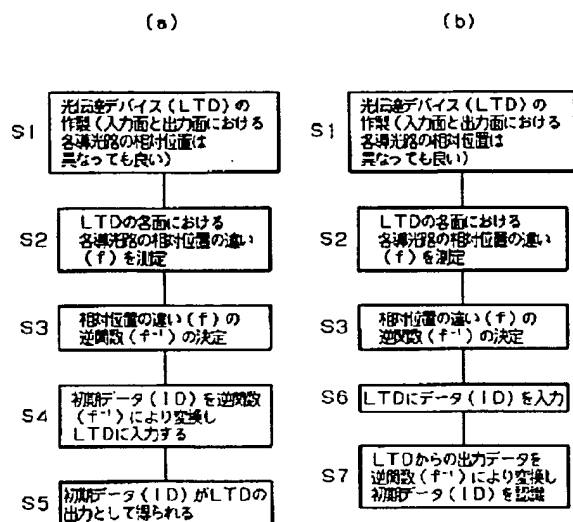 (a)
S1
光伝達デバイス(LTD)の
作製(入力面と出力面における
各導光路の相対位置は
異なっても良い)
S2
LTDの各面における
各導光路の相対位置の違い
(f)を測定
S3
相対位置の違い(f)の
逆関数(f⁻¹)の決定
S4
初期データ(ID)を逆関数
(f⁻¹)により変換し
LTDに入力する
S5
初期データ(ID)がLTDの
出力として得られる
(b)
S1
光伝達デバイス(LTD)の
作製(入力面と出力面における
各導光路の相対位置は
異なっても良い)
S2
LTDの各面における
各導光路の相対位置の違い
(f)を測定
S3
相対位置の違い(f)の
逆関数(f⁻¹)の決定
S6
LTDにデータ(ID)を入力
S7
LTDからの出力データを
逆関数(f⁻¹)により変換し
初期データ(ID)を認識